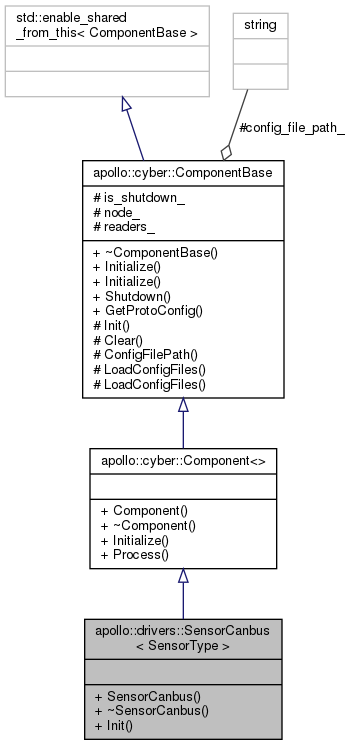 std::enable_shared
_from_this< ComponentBase >
string
#config_file_path_
apollo::cyber::ComponentBase
# is_shutdown_
# node_
# readers_
+ ~ComponentBase()
+ Initialize()
+ Initialize()
+ Shutdown()
+ GetProtoConfig()
# Init()
# Clear()
# ConfigFilePath()
# LoadConfigFiles()
# LoadConfigFiles()
apollo::cyber::Component<>
+ Component()
+ ~Component()
+ Initialize()
+ Process()
apollo::drivers::SensorCanbus
< SensorType >
+ SensorCanbus()
+ ~SensorCanbus()
+ Init()